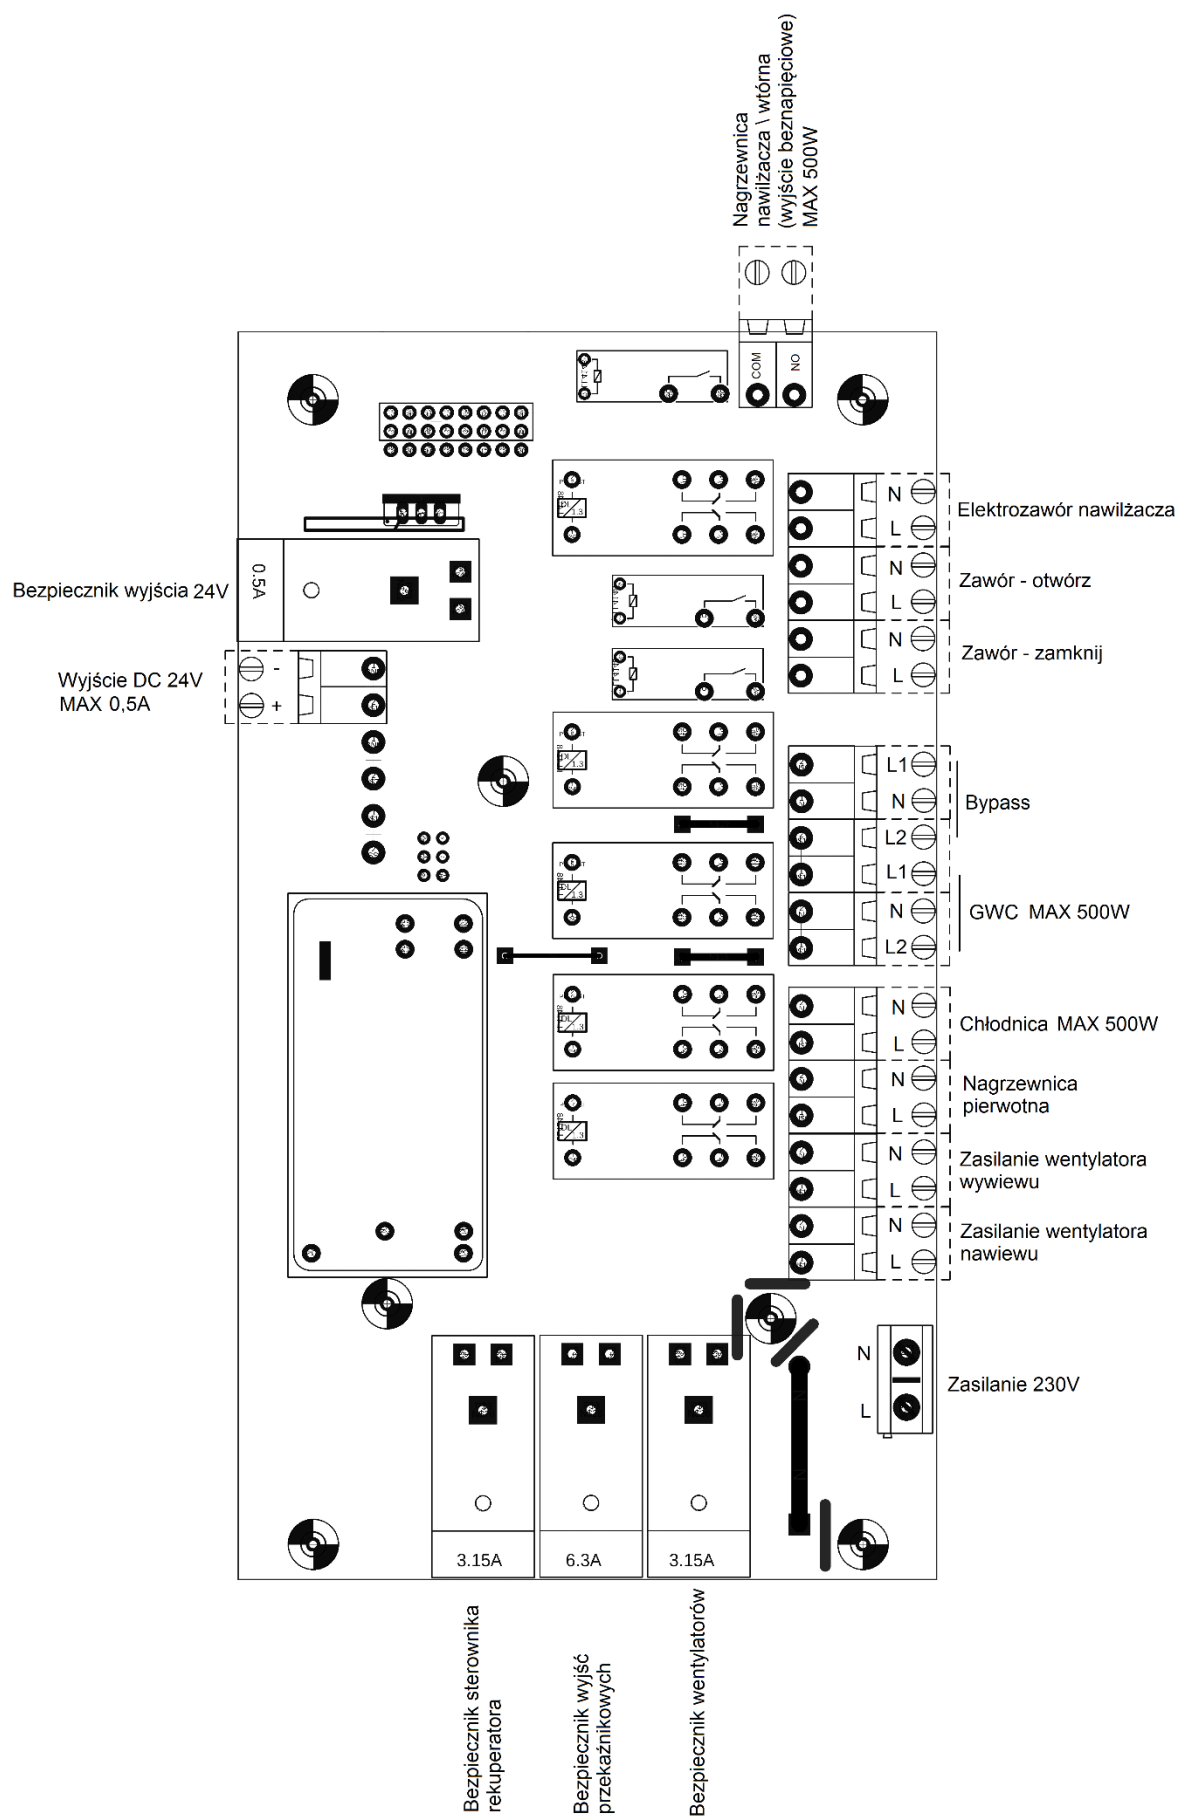 Nagrzewnica
nawilżacza \ wtórna
(wyjście beznapięciowe)
MAX 500W
COM
NO
N
L
Elektrozawór nawilżacza
N
L
Zawór - otwórz
N
L
Zawór - zamknij
Bezpiecznik wyjścia 24V
0.5A
Wyjście DC 24V
MAX 0,5A
-
+
L1
N
L2
Bypass
L1
N
L2
GWC MAX 500W
N
L
Chłodnica MAX 500W
N
L
Nagrzewnica
pierwotna
N
L
Zasilanie wentylatora
wywiewu
N
L
Zasilanie wentylatora
nawiewu
N
L
Zasilanie 230V
3.15A
6.3A
3.15A
Bezpiecznik sterownika
rekuperatora
Bezpiecznik wyjść
przekaźnikowych
Bezpiecznik wentylatorów